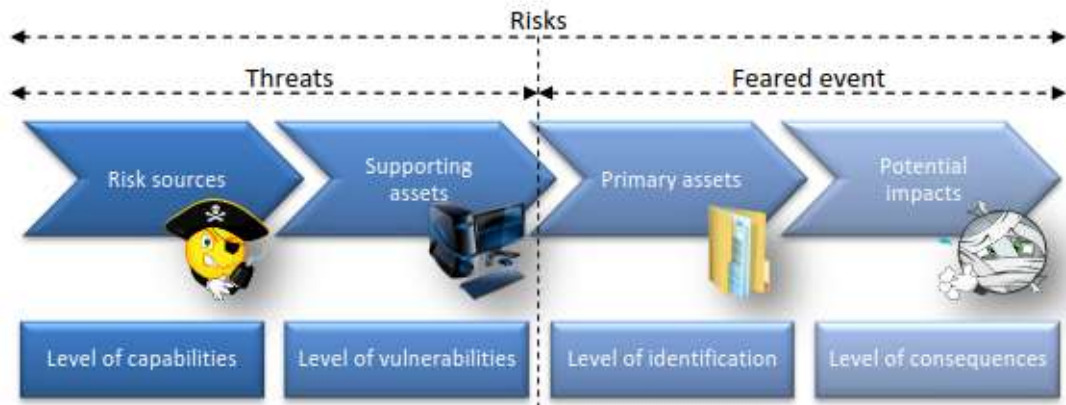 Risks
Threats
Feared event
Risk sources
Supporting
assets
Primary assets
Potential
impacts
Level of capabilities
Level of vulnerabilities
Level of identification
Level of consequences